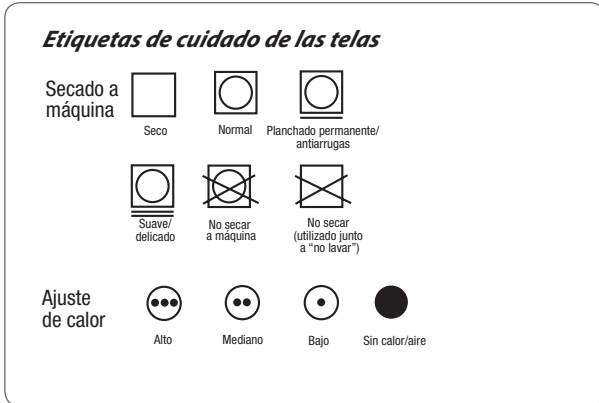 Etiquetas de cuidado de las telas
Secado a
máquina
Seco
Normal
Planchado permanente/
antiarrugas
Suave/
delicado
No secar
a máquina
No secar
(utilizado junto
a “no lavar”)
Ajuste
de calor
Alto
Mediano
Bajo
Sin calor/aire